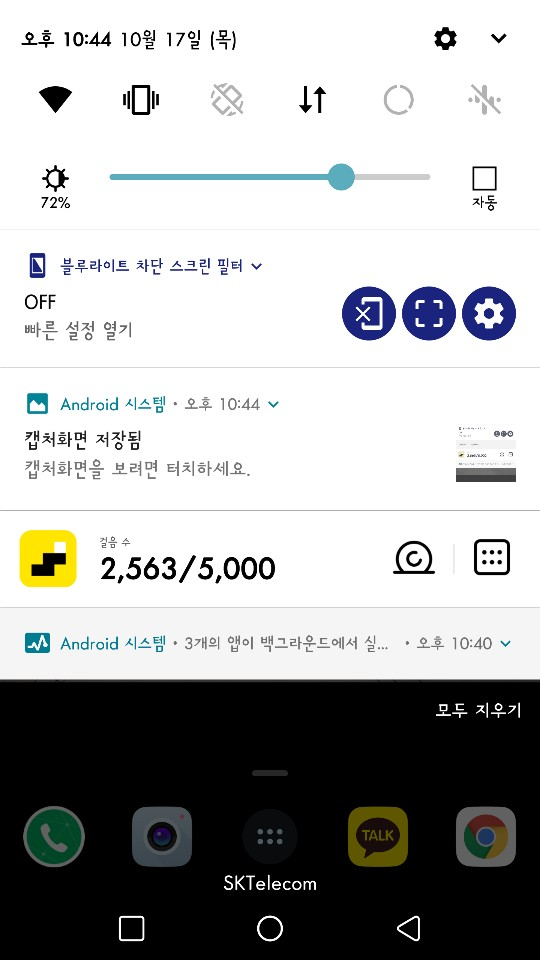 오후 10:44 10월 17일 (목)
72%
자동
블루라이트 차단 스크린 필터
OFF
빠른 설정 열기
Android 시스템 • 오후 10:44
캡처화면 저장됨
캡처화면을 보려면 터치하세요.
걸음 수
2,563/5,000
Android 시스템 • 3개의 앱이 백그라운드에서 실... • 오후 10:40
모두 지우기
TALK
SKTelecom